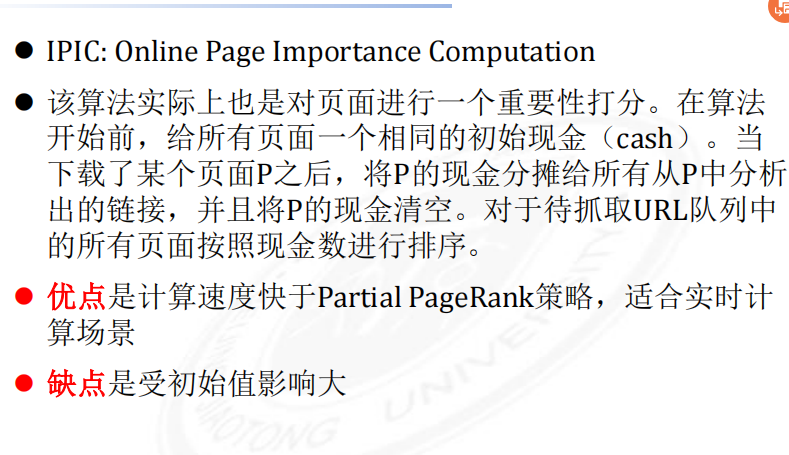 ● IPIC: Online Page Importance Computation
● 该算法实际上也是对页面进行一个重要性打分。在算法
开始前，给所有页面一个相同的初始现金（cash）。当
下载了某个页面P之后，将P的现金分摊给所有从P中分析
出的链接，并且将P的现金清空。对于待抓取URL队列中
的所有页面按照现金数进行排序。
● 优点是计算速度快于Partial PageRank策略，适合实时计
算场景
● 缺点是受初始值影响大
JIAOTONG UNIVERSITY